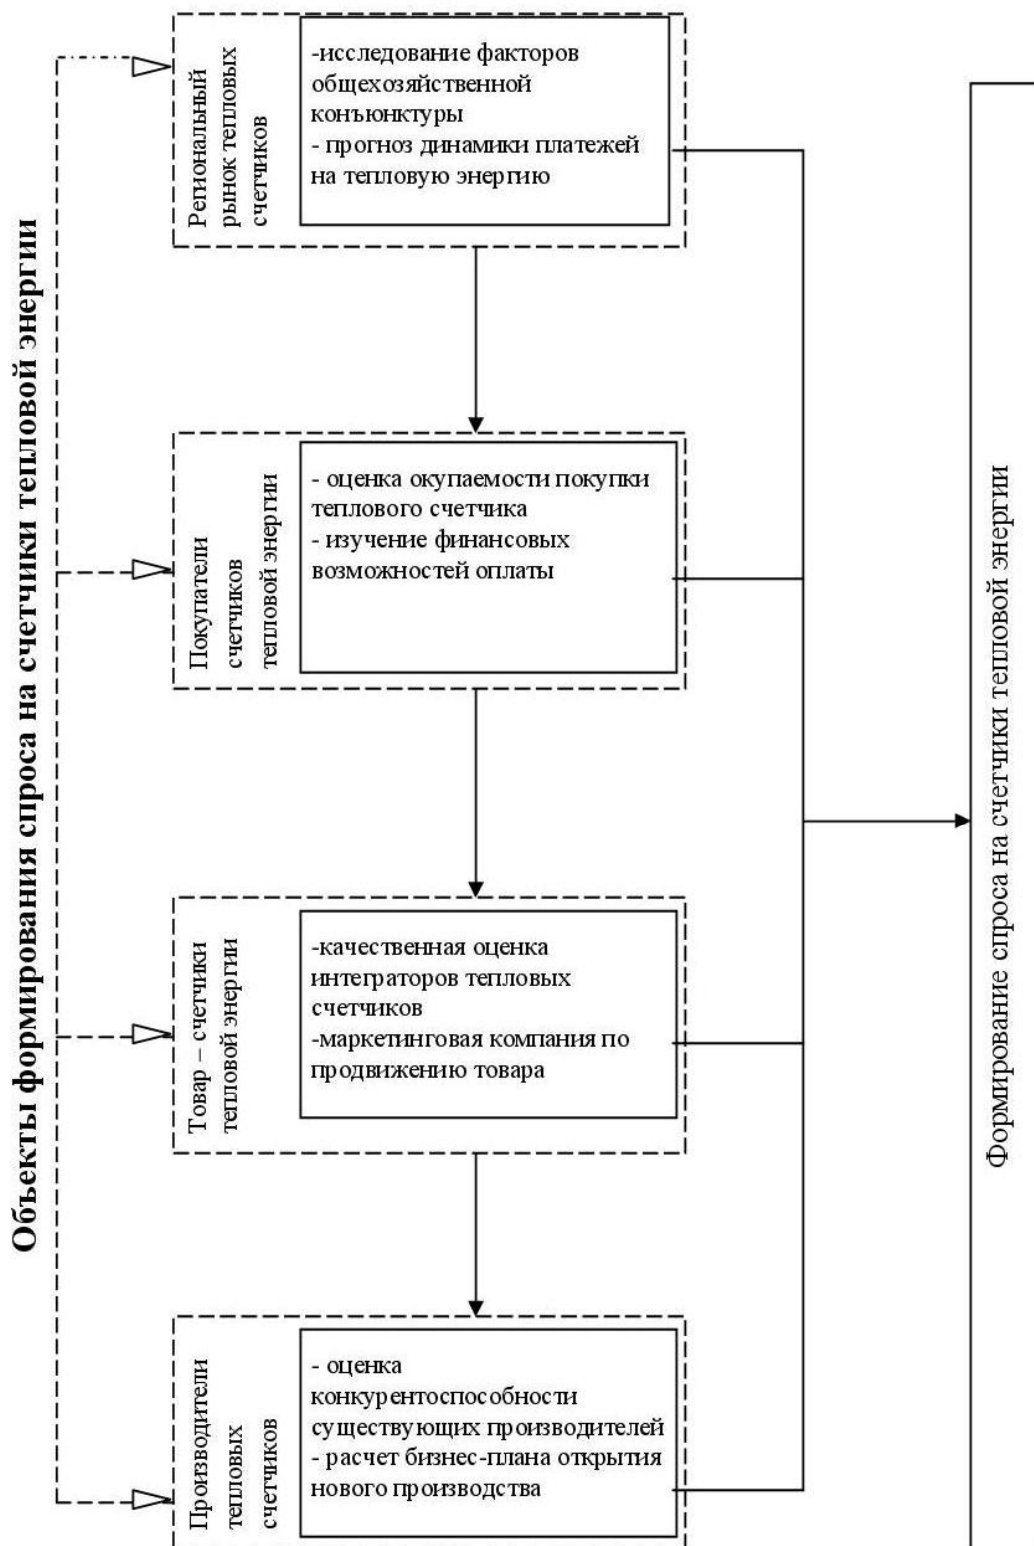 Объекты формирования спроса на счетчики тепловой энергии
Региональный
рынок тепловых
счетчиков
-исследование факторов
общехозяйственной
конъюнктуры
- прогноз динамики платежей
на тепловую энергию
Покупатели
счетчиков
тепловой энергии
- оценка окупаемости покупки
теплового счетчика
- изучение финансовых
возможностей оплаты
Товар – счетчики
тепловой энергии
-качественная оценка
интеграторов тепловых
счетчиков
-маркетинговая компания по
продвижению товара
Производители
тепловых
счетчиков
- оценка
конкурентоспособности
существующих производителей
- расчет бизнес-плана открытия
нового производства
Формирование спроса на счетчики тепловой энергии